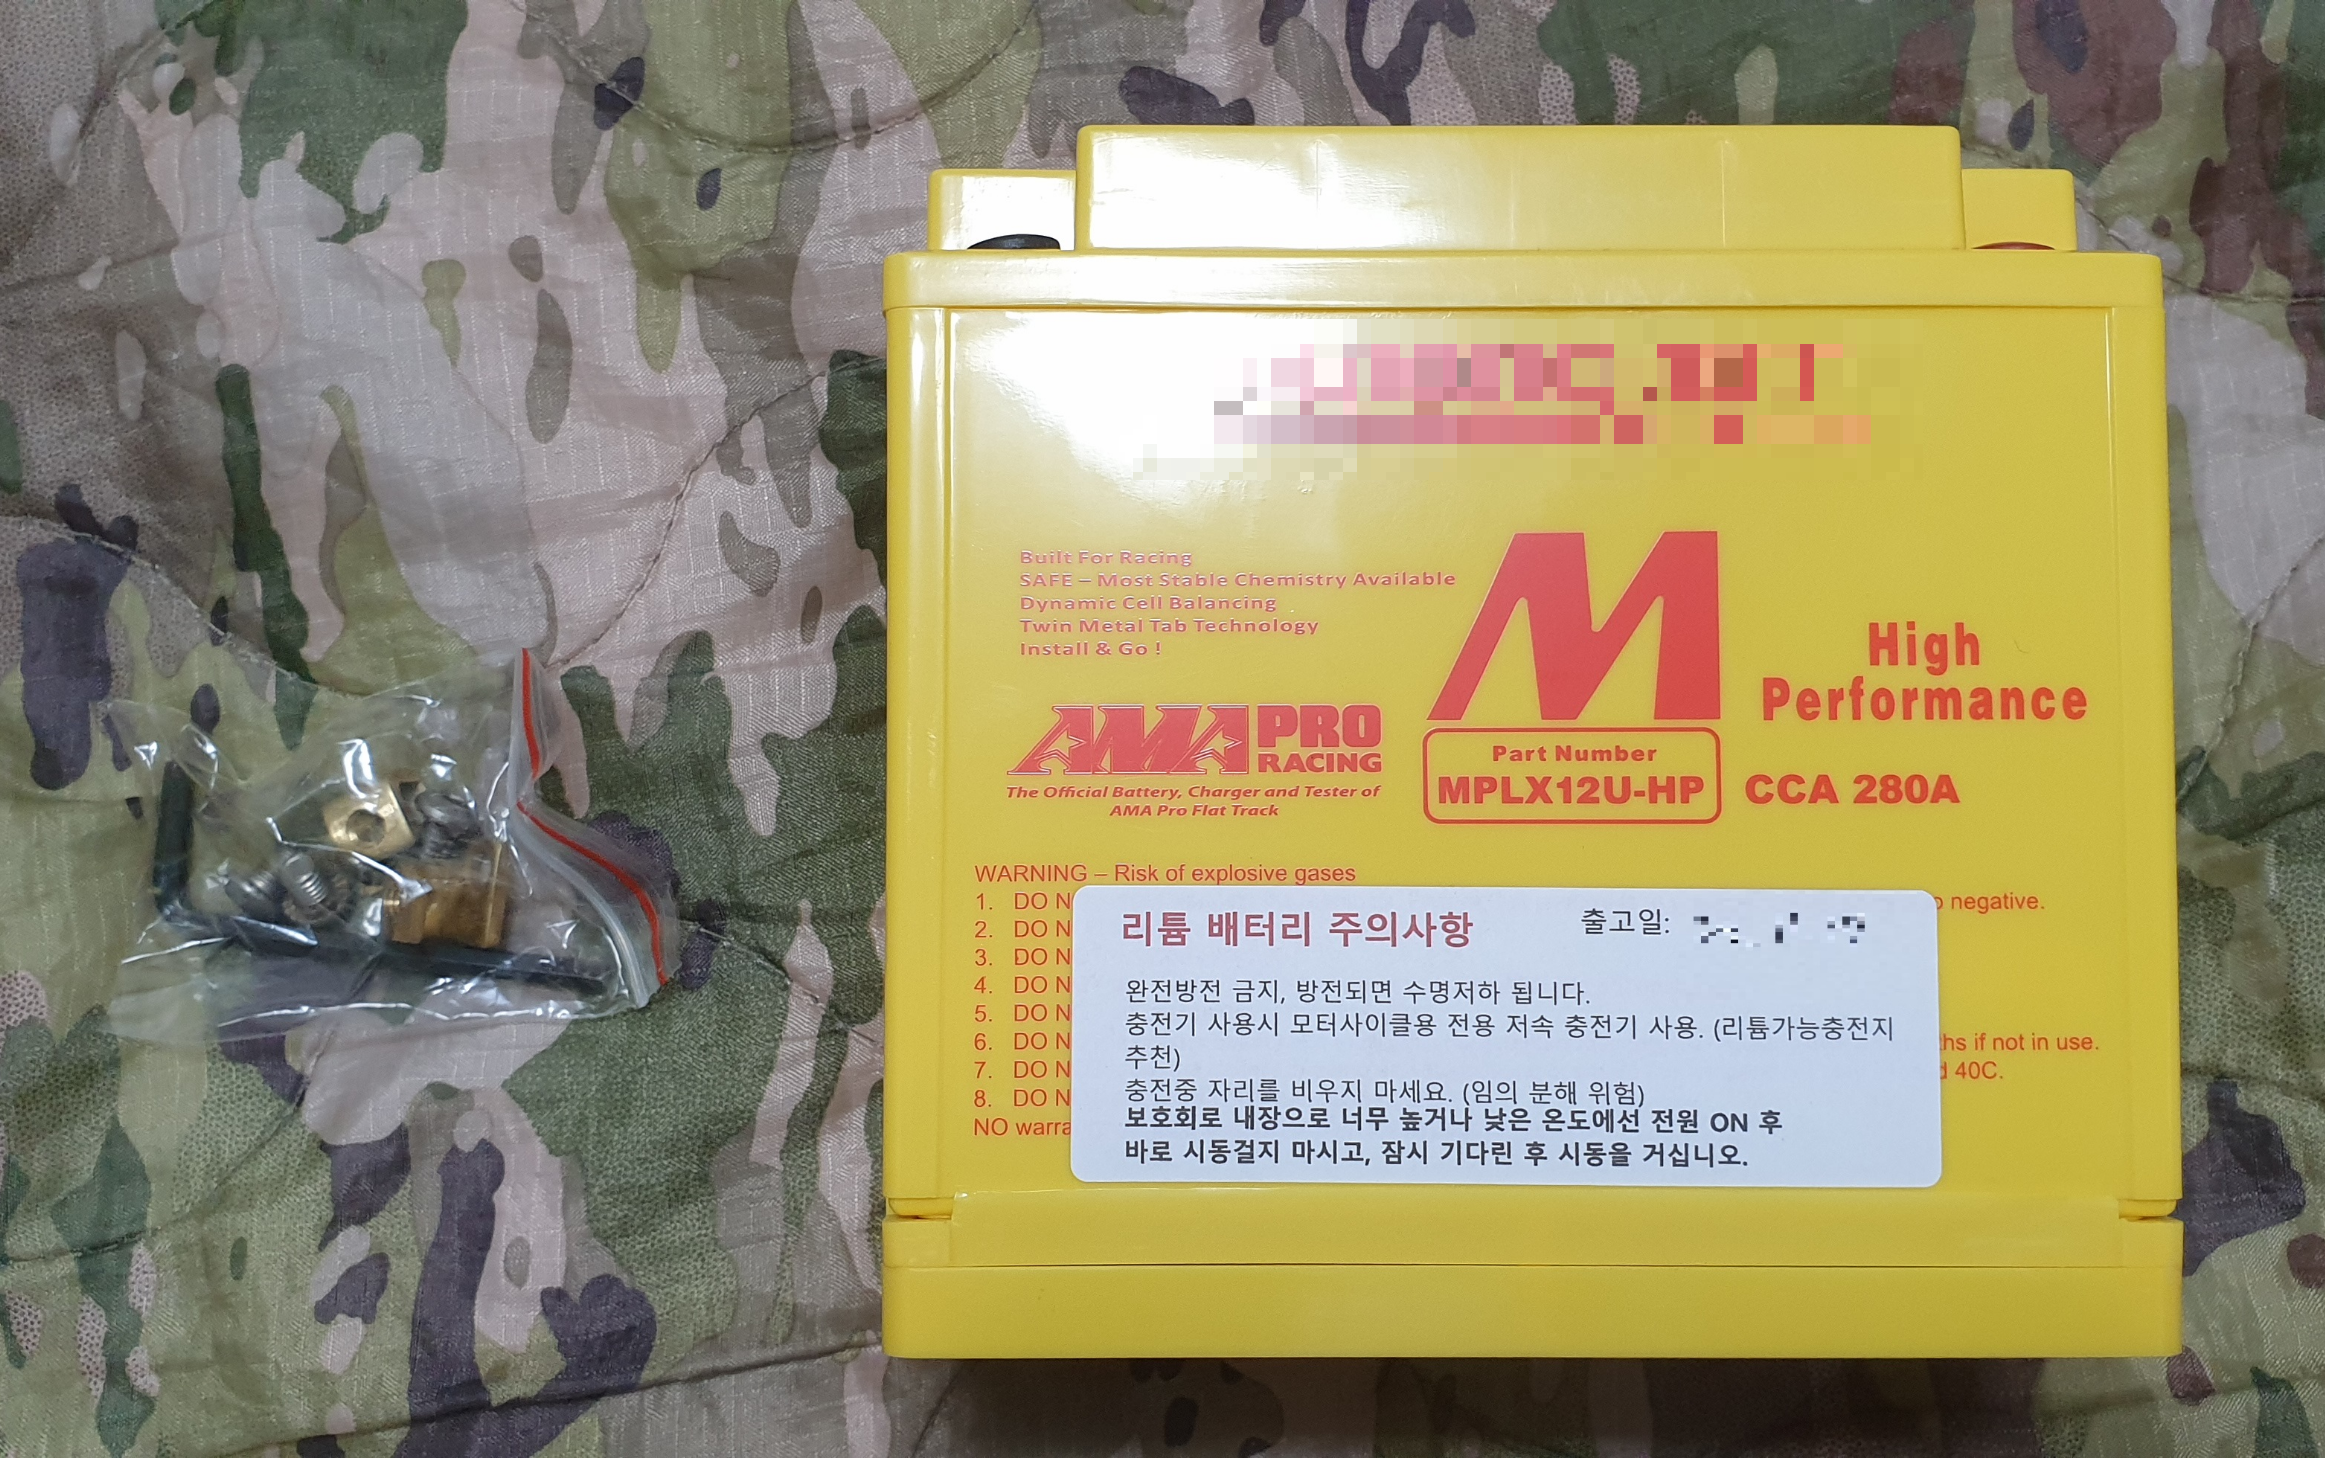 Built For Racing
SAFE – Most Stable Chemistry Available
Dynamic Cell Balancing
Twin Metal Tab Technology
Install & Go !
M
High
Performance
AMA PRO
RACING
The Official Battery, Charger and Tester of
AMA Pro Flat Track
Part Number
MPLX12U-HP
CCA 280A
WARNING – Risk of explosive gases
1. DO negative.
2. DO
3. DO
4. DO
5. DO
6. DO if not in use.
7. DO 40C.
8. DO
NO
리튬 배터리 주의사항 출고일:
완전방전 금지, 방전되면 수명저하 됩니다.
충전기 사용시 모터사이클용 전용 저속 충전기 사용. (리튬가능충전지
추천)
충전중 자리를 비우지 마세요. (임의 분해 위험)
보호회로 내장으로 너무 높거나 낮은 온도에선 전원 ON 후
바로 시동걸지 마시고, 잠시 기다린 후 시동을 거십니오.